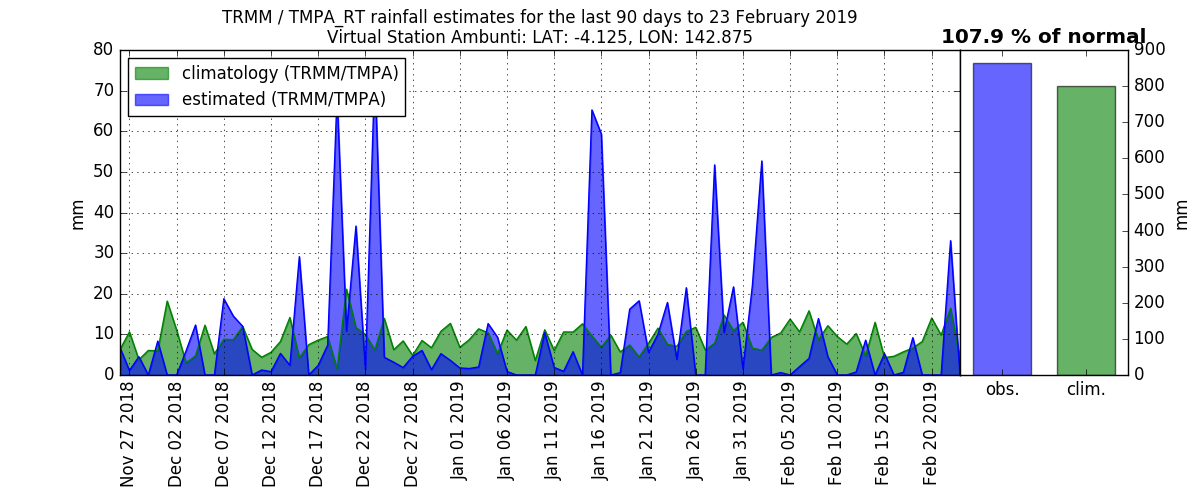 TRMM / TMPA_RT rainfall estimates for the last 90 days to 23 February 2019
Virtual Station Ambunti: LAT: -4.125, LON: 142.875
107.9 % of normal
climatology (TRMM/TMPA)
estimated (TRMM/TMPA)
80
70
60
50
40
30
20
10
0
mm
Nov 27 2018
Dec 02 2018
Dec 07 2018
Dec 12 2018
Dec 17 2018
Dec 22 2018
Dec 27 2018
Jan 01 2019
Jan 06 2019
Jan 11 2019
Jan 16 2019
Jan 21 2019
Jan 26 2019
Jan 31 2019
Feb 05 2019
Feb 10 2019
Feb 15 2019
Feb 20 2019
obs.
clim.
900
800
700
600
500
400
300
200
100
0
mm